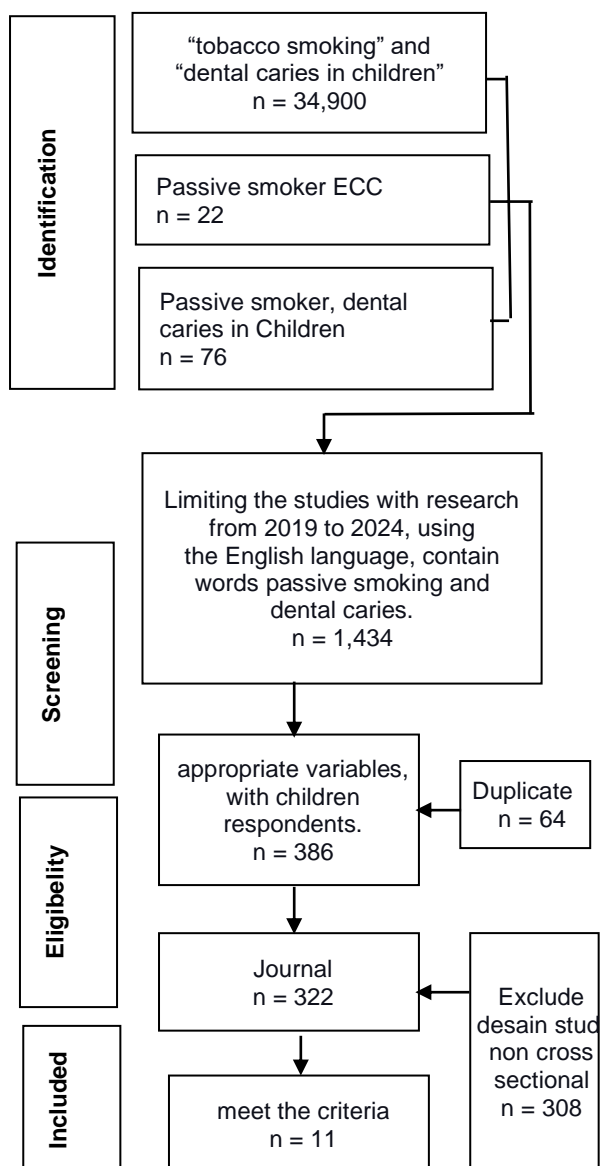 Identification
“tobacco smoking” and
“dental caries in children”
n = 34,900
Passive smoker ECC
n = 22
Passive smoker, dental
caries in Children
n = 76
Screening
Limiting the studies with research
from 2019 to 2024, using
the English language, contain
words passive smoking and
dental caries.
n = 1,434
appropriate variables,
with children
respondents.
n = 386
Duplicate
n = 64
Eligibelity
Journal
n = 322
Exclude
desain stud
non cross
sectional
n = 308
Included
meet the criteria
n = 11